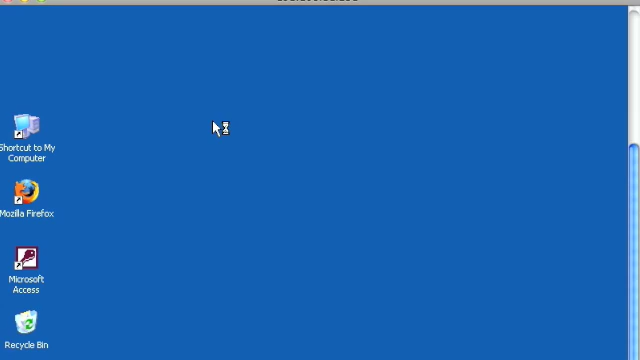 Shortcut to My
Computer
Mozilla Firefox
Microsoft
Access
Recycle Bin